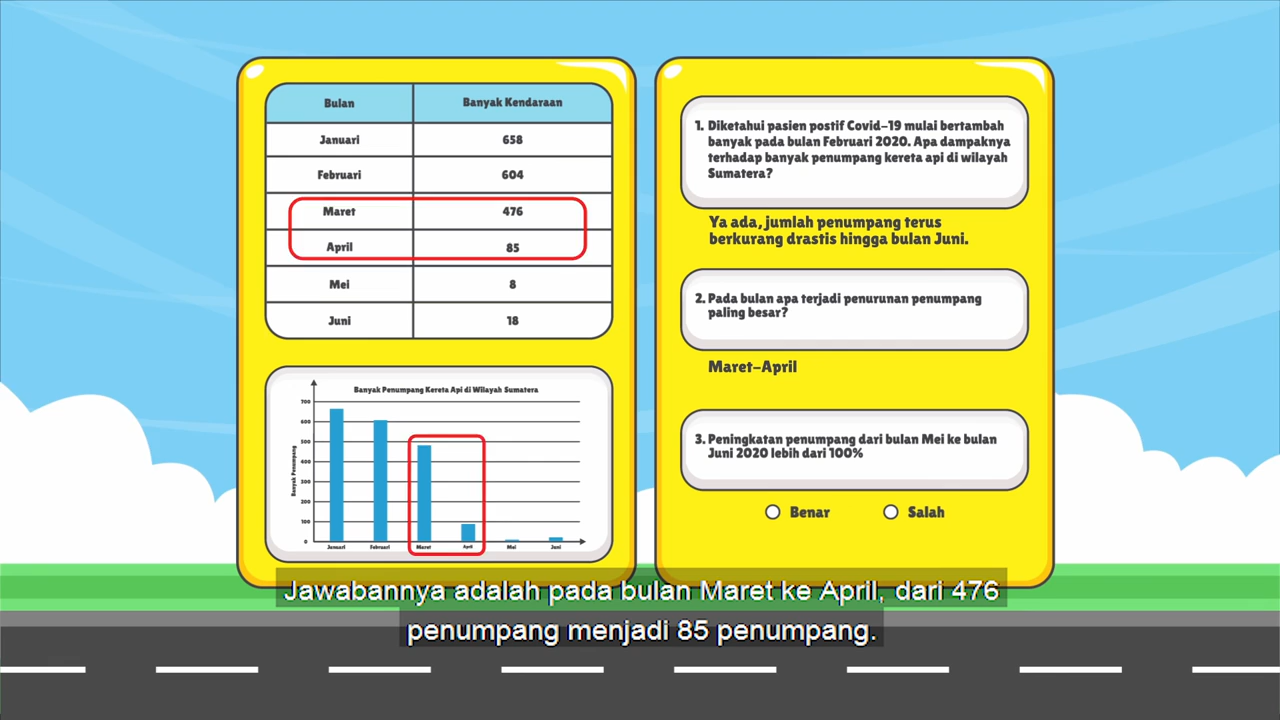 Bulan Banyak Kendaraan
Januari 658
Februari 604
Maret 476
April 85
Mei 8
Juni 18
Banyak Penumpang Kereta Api di Wilayah Sumatera
Banyak Penumpang
700
600
500
400
300
200
100
0
Januari Februari Maret April Mei Juni
1. Diketahui pasien postif Covid-19 mulai bertambah
banyak pada bulan Februari 2020. Apa dampaknya
terhadap banyak penumpang kereta api di wilayah
Sumatera?
Ya ada, jumlah penumpang terus
berkurang drastis hingga bulan Juni.
2. Pada bulan apa terjadi penurunan penumpang
paling besar?
Maret-April
3. Peningkatan penumpang dari bulan Mei ke bulan
Juni 2020 lebih dari 100%
Benar Salah
Jawabannya adalah pada bulan Maret ke April, dari 476
penumpang menjadi 85 penumpang.